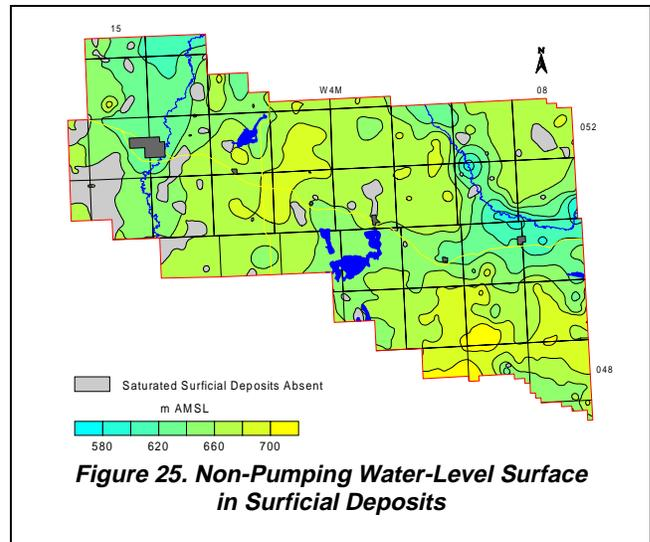 15
N
W4M
08
052
048
Saturated Surficial Deposits Absent
m AMSL
580 620 660 700
Figure 25. Non-Pumping Water-Level Surface
in Surficial Deposits